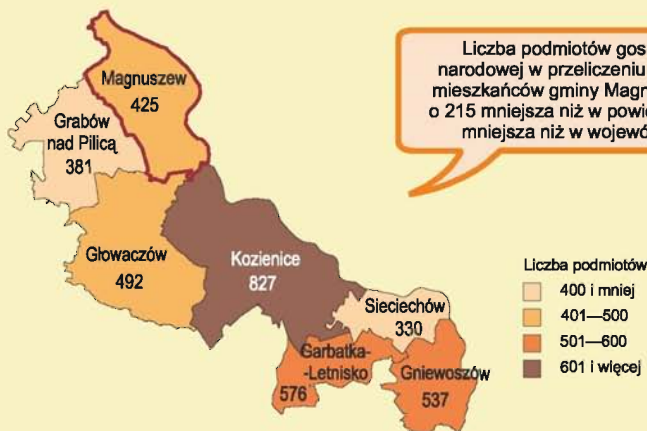 Magnuszew
425
Grabów
nad Pilicą
381
Głowaczów
492
Kozienice
827
Sieciechów
330
Garbatka-
-Letnisko
576
Gniewoszów
537
Liczba podmiotów gos
narodowej w przeliczeniu
mieszkańców gminy Magn
o 215 mniejsza niż w powie
mniejsza niż w wojewó
Liczba podmiotów
400 i mniej
401—500
501—600
601 i więcej